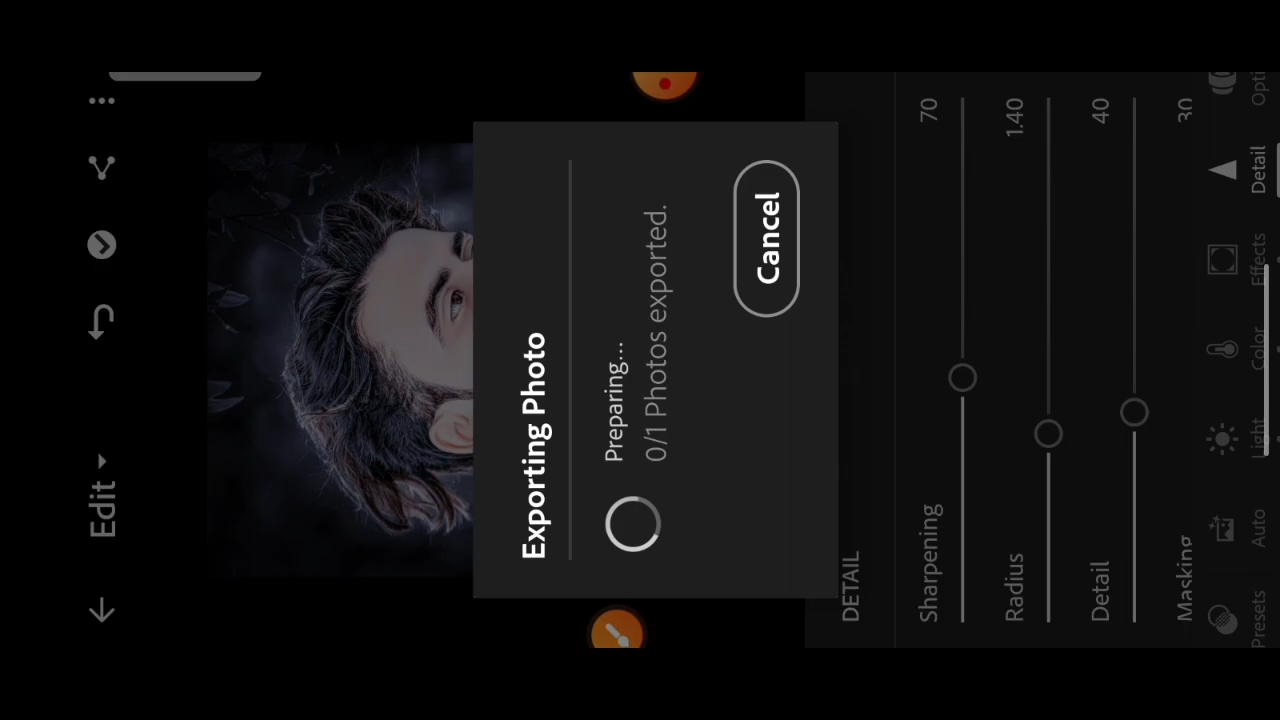 Edit
Exporting Photo
Preparing...
0/1 Photos exported.
Cancel
DETAIL
Sharpening 70
Radius 1.40
Detail 40
Masking 30
Presets Auto Light Color Effects Detail Opti